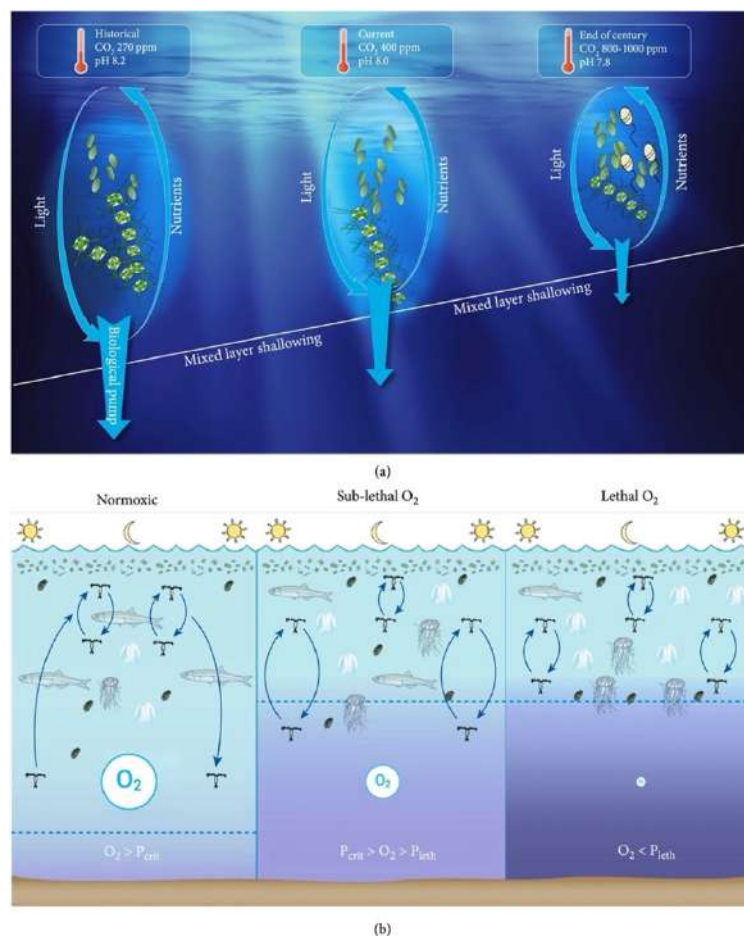 Historical
CO₂ 270 ppm
pH 8.2
Current
CO₂ 400 ppm
pH 8.0
End of century
CO₂ 800-1000 ppm
pH 7.8
Light
Nutrients
Light
Nutrients
Light
Nutrients
Biological pump
Mixed layer shallowing
Mixed layer shallowing
(a)
Normoxic
Sub-lethal O₂
Lethal O₂
O₂
O₂
O₂ > Pcrit
Pcrit > O₂ > Pleth
O₂ < Pleth
(b)